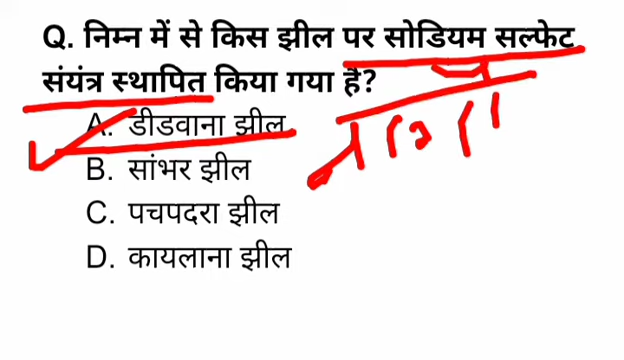 Q. निम्न में से किस झील पर सोडियम सल्फेट
संयंत्र स्थापित किया गया है?
A. डीडवाना झील
B. सांभर झील
C. पचपदरा झील
D. कायलाना झील